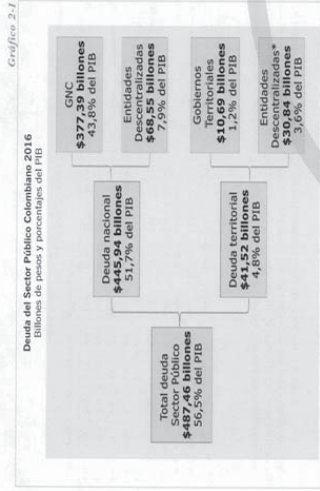 Gráfico 2-1
Deuda del Sector Público Colombiano 2016
Billones de pesos y porcentajes del PIB
Total deuda
Sector Público
$487,46 billones
56,5% del PIB
Deuda nacional
$445,94 billones
51,7% del PIB
GNC
$377,39 billones
43,8% del PIB
Entidades
Descentralizadas
$68,55 billones
7,9% del PIB
Deuda territorial
$41,52 billones
4,8% del PIB
Gobiernos
Territoriales
$10,69 billones
1,2% del PIB
Entidades
Descentralizadas*
$30,84 billones
3,6% del PIB